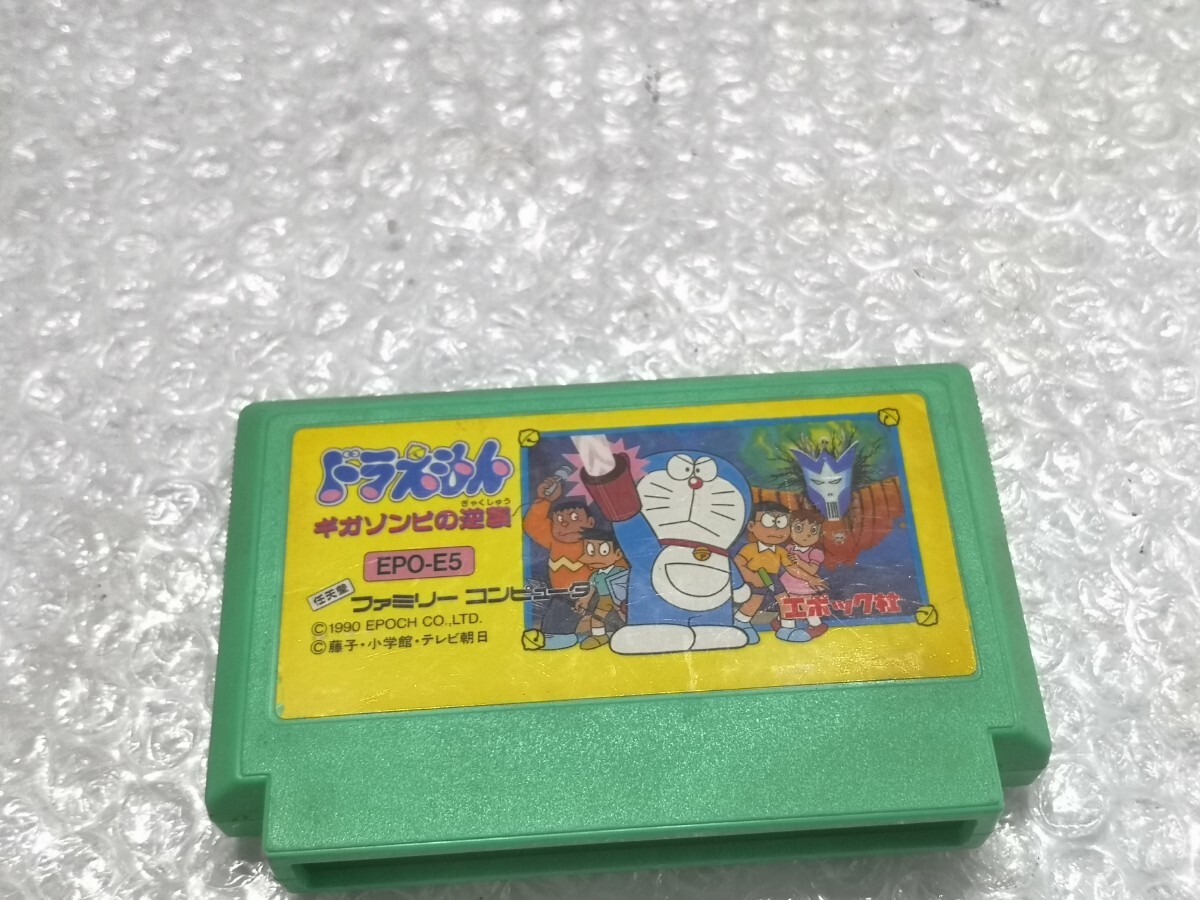 ドラえもん
ぎゃくしゅう
ギガゾンビの逆襲
EPO-E5
任天堂 ファミリー コンピュータ
©1990 EPOCH CO.,LTD.
©藤子・小学館・テレビ朝日
エポック社